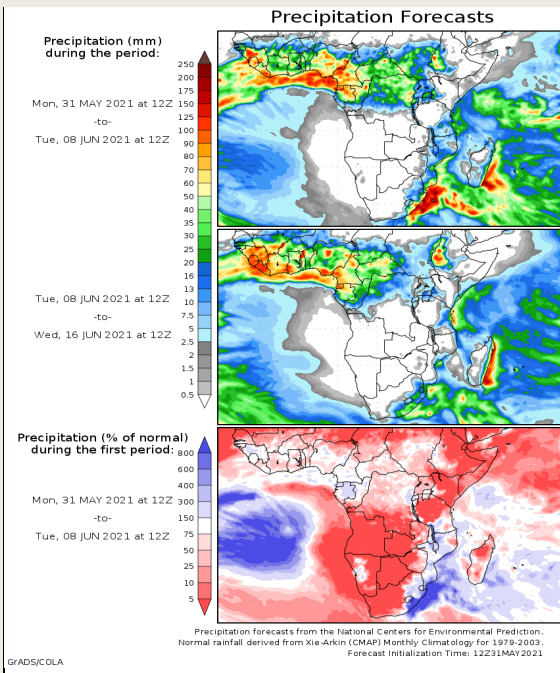 Precipitation Forecasts
Precipitation (mm)
during the period:
Mon, 31 MAY 2021 at 12Z
-to-
Tue, 08 JUN 2021 at 12Z
Tue, 08 JUN 2021 at 12Z
-to-
Wed, 16 JUN 2021 at 12Z
250
200
175
150
125
100
90
80
70
60
50
40
35
30
25
20
16
13
10
7.5
5
2.5
2
1.5
1
0.5
Precipitation (% of normal)
during the first period:
Mon, 31 MAY 2021 at 12Z
-to-
Tue, 08 JUN 2021 at 12Z
800
600
400
300
150
75
50
25
10
5
Precipitation forecasts from the National Centers for Environmental Prediction.
Normal rainfall derived from Xie-Arkin (CMAP) Monthly Climatology for 1979-2003.
Forecast Initialization Time: 12Z31MAY2021
GrADS/COLA